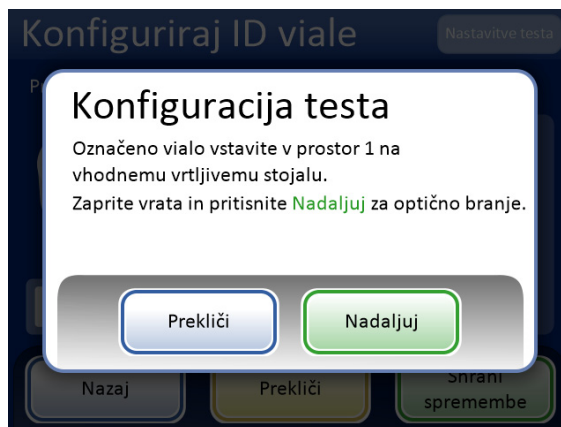 Konfiguriraj ID viale
Nastavitve testa
Konfiguracija testa
Označeno vialo vstavite v prostor 1 na
vhodnemu vrtljivemu stojalu.
Zaprite vrata in pritisnite Nadaljuj za optično branje.
Prekliči
Nadaljuj
Nazaj
Prekliči
Shrani
spremembe